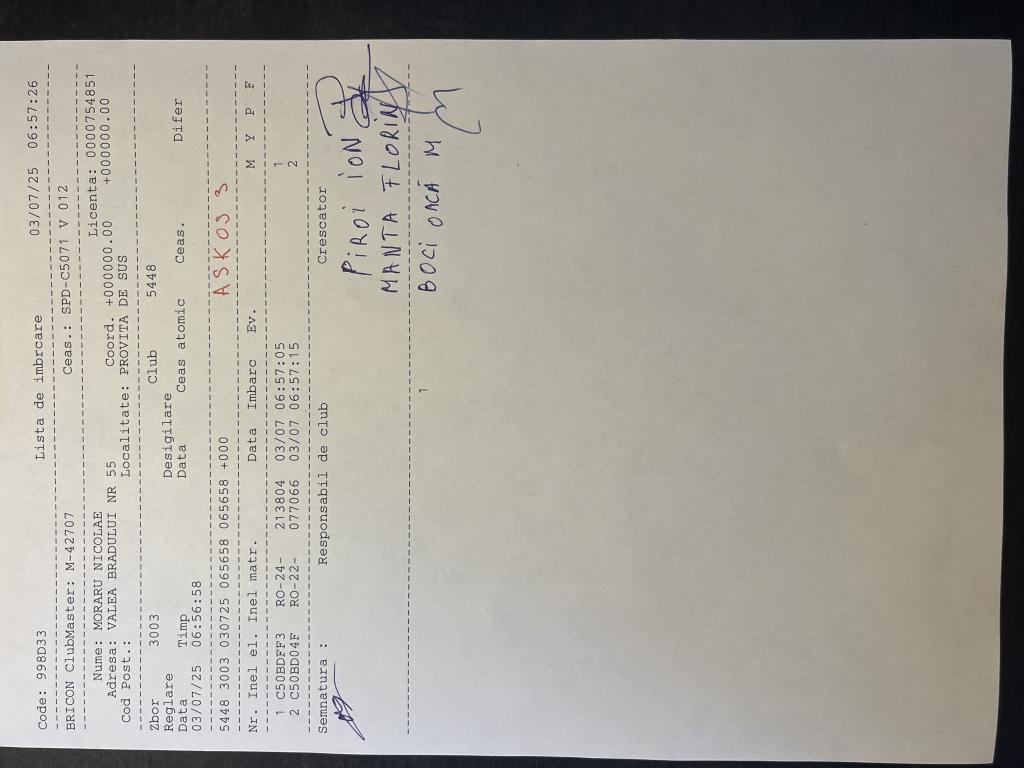 Code: 998D33 Lista de imbrcare 03/07/25 06:57:26
BRICON ClubMaster: M-42707 Ceas.: SPD-C5071 V 012
Nume: MORARU NICOLAE Licenta: 0000754851
Adresa: VALEA BRADULUI NR 55 Coord. +000000.00 +000000.00
Cod Post.: Localitate: PROVITA DE SUS
Zbor 3003 Club 5448
Reglare Desigilare
Data Timp Data Ceas atomic Ceas. Difer
03/07/25 06:56:58
5448 3003 030725 065658 065658 +000 ASKOS 3
Nr. Inel el. Inel matr. Data Imbarc Ev. M Y P F
1 C50BDFF3 RO-24- 213804 03/07 06:57:05 1
2 C50BD04F RO-22- 077066 03/07 06:57:15 2
Semnatura : Responsabil de club Crescator
PIROI ION
MANTA FLORIN
BOCIOACĂ M
1